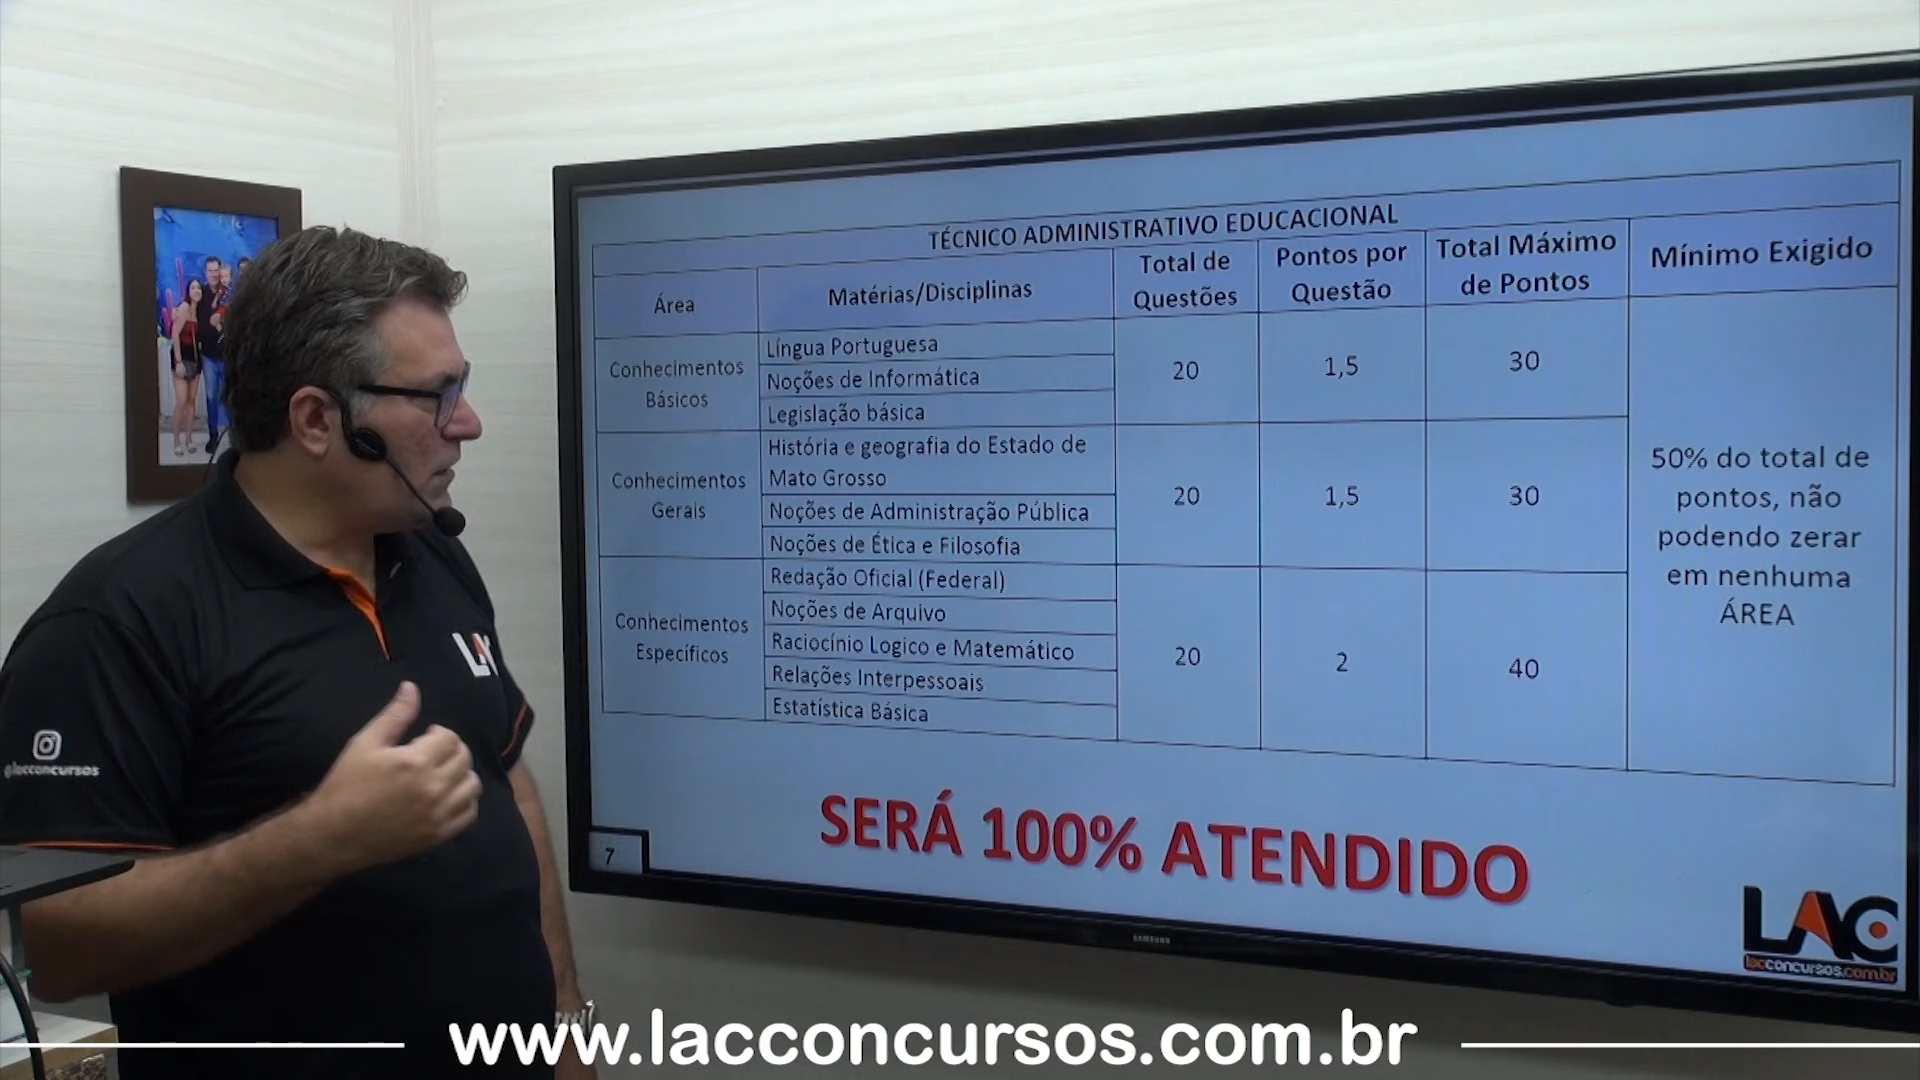 TÉCNICO ADMINISTRATIVO EDUCACIONAL
Área
Matérias/Disciplinas
Total de
Questões
Pontos por
Questão
Total Máximo
de Pontos
Mínimo Exigido
Conhecimentos
Básicos
Língua Portuguesa
Noções de Informática
Legislação básica
20
1,5
30
Conhecimentos
Gerais
História e geografia do Estado de
Mato Grosso
Noções de Administração Pública
Noções de Ética e Filosofia
20
1,5
30
Conhecimentos
Específicos
Redação Oficial (Federal)
Noções de Arquivo
Raciocínio Logico e Matemático
Relações Interpessoais
Estatística Básica
20
2
40
50% do total de
pontos, não
podendo zerar
em nenhuma
ÁREA
SERÁ 100% ATENDIDO
7
LAC
lacconcursos.com.br
SAMSUNG
LAC
@lacconcursos
www.lacconcursos.com.br